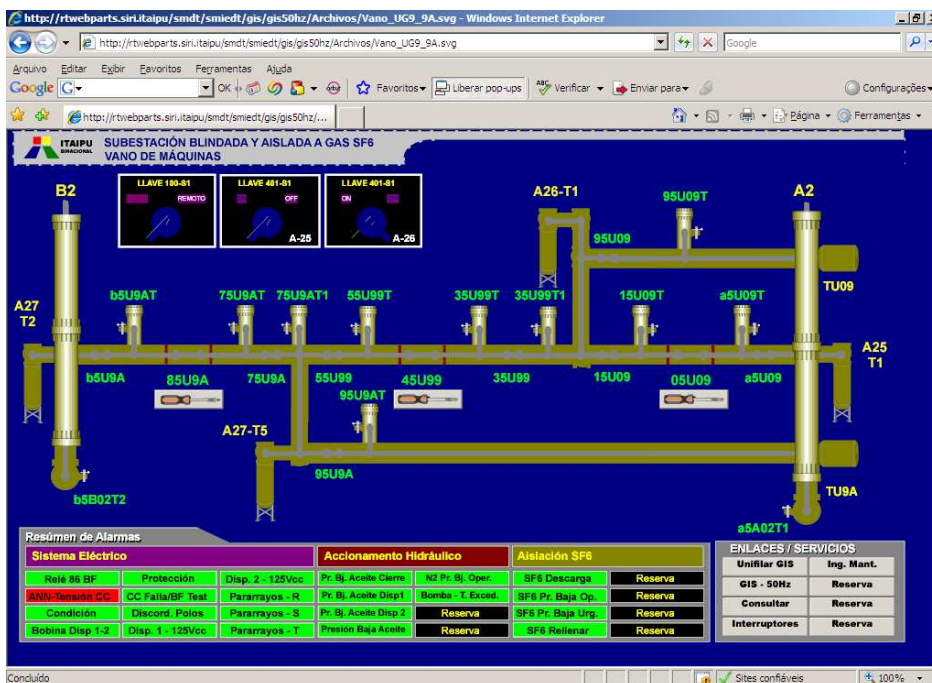 http://rtwebparts.siri.itaipu/smdt/smiedt/gis/gis50hz/Archivos/Vano_UG9_9A.svg - Windows Internet Explorer
http://rtwebparts.siri.itaipu/smdt/smiedt/gis/gis50hz/Archivos/Vano_UG9_9A.svg
Google
Arquivo Editar Exibir Favoritos Ferramentas Ajuda
Google G OK Favoritos Liberar pop-ups ABC Verificar Enviar para Configurações
http://rtwebparts.siri.itaipu/smdt/smiedt/gis/gis50hz/... Página Ferramentas
ITAIPU BINACIONAL
SUBESTACIÓN BLINDADA Y AISLADA A GAS SF6
VANO DE MÁQUINAS
B2
LLAVE 100-81 LLAVE 401-81 LLAVE 401-81
REMOTO OFF ON
A-25 A-26
A26-T1
95U09T
A2
95U09
TU09
b5U9AT 75U9AT 75U9AT1 55U99T 35U99T 35U99T1 15U09T a5U09T
A27
T2
A25
T1
b5U9A 85U9A 75U9A 55U99 45U99 35U99 15U09 05U09 a5U09
95U9AT
A27-T5
95U9A
TU9A
b5B02T2
a5A02T1
Resúmen de Alarmas
Sistema Eléctrico Accionamento Hidráulico Aislación SF6
Relé 86 BF Protección Disp. 2 - 125Vcc Pr. Bj. Aceite Cierre N2 Pr. Bj. Oper. SF6 Descarga Reserva
ANN-Tensión CC CC Falla/BF Test Pararrayos - R Pr. Bj. Aceite Disp1 Bomba - T. Exced. SF6 Pr. Baja Op. Reserva
Condición Discord. Polos Pararrayos - S Pr. Bj. Aceite Disp 2 Reserva SF6 Pr. Baja Urg. Reserva
Bobina Disp 1-2 Disp. 1 - 125Vcc Pararrayos - T Presión Baja Aceite Reserva SF6 Rellenar Reserva
ENLACES / SERVICIOS
Unifilar GIS Ing. Mant.
GIS - 50Hz Reserva
Consultar Reserva
Interruptores Reserva
Concluído Sites confiáveis 100%